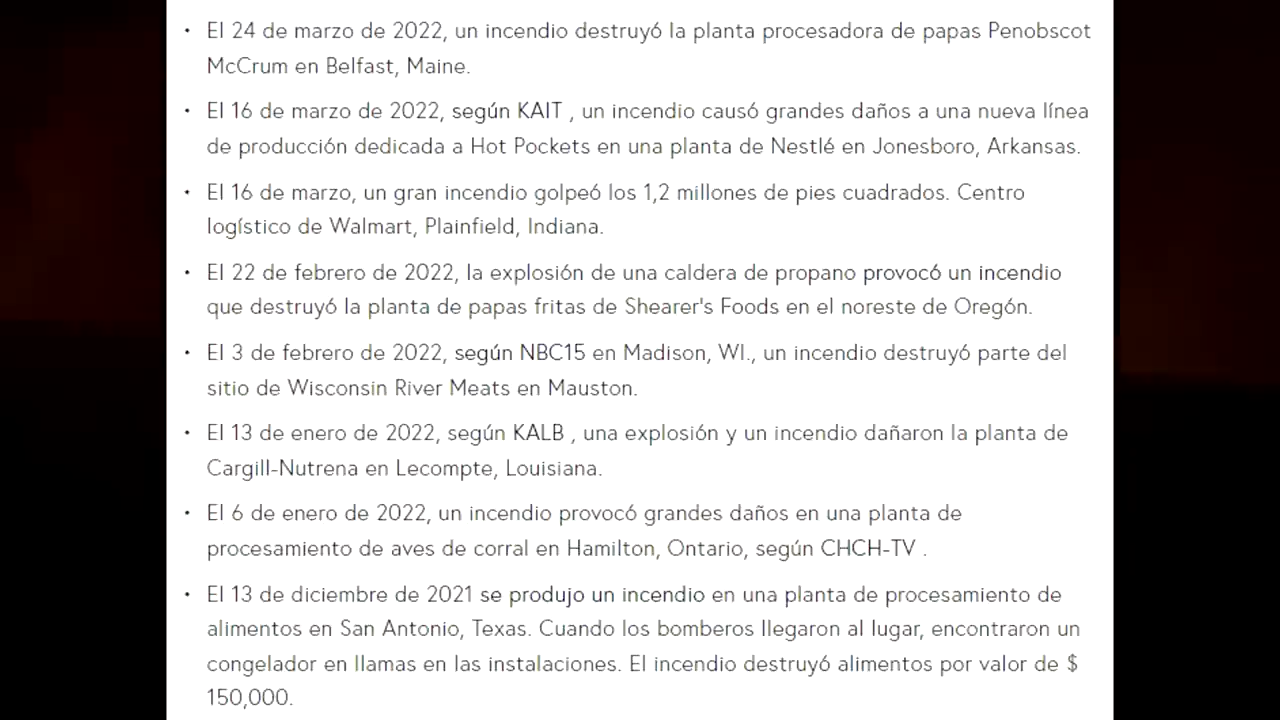 • El 24 de marzo de 2022, un incendio destruyó la planta procesadora de papas Penobscot
McCrum en Belfast, Maine.
• El 16 de marzo de 2022, según KAIT , un incendio causó grandes daños a una nueva línea
de producción dedicada a Hot Pockets en una planta de Nestlé en Jonesboro, Arkansas.
• El 16 de marzo, un gran incendio golpeó los 1,2 millones de pies cuadrados. Centro
logístico de Walmart, Plainfield, Indiana.
• El 22 de febrero de 2022, la explosión de una caldera de propano provocó un incendio
que destruyó la planta de papas fritas de Shearer's Foods en el noreste de Oregón.
• El 3 de febrero de 2022, según NBC15 en Madison, WI., un incendio destruyó parte del
sitio de Wisconsin River Meats en Mauston.
• El 13 de enero de 2022, según KALB , una explosión y un incendio dañaron la planta de
Cargill-Nutrena en Lecompte, Louisiana.
• El 6 de enero de 2022, un incendio provocó grandes daños en una planta de
procesamiento de aves de corral en Hamilton, Ontario, según CHCH-TV .
• El 13 de diciembre de 2021 se produjo un incendio en una planta de procesamiento de
alimentos en San Antonio, Texas. Cuando los bomberos llegaron al lugar, encontraron un
congelador en llamas en las instalaciones. El incendio destruyó alimentos por valor de $
150,000.